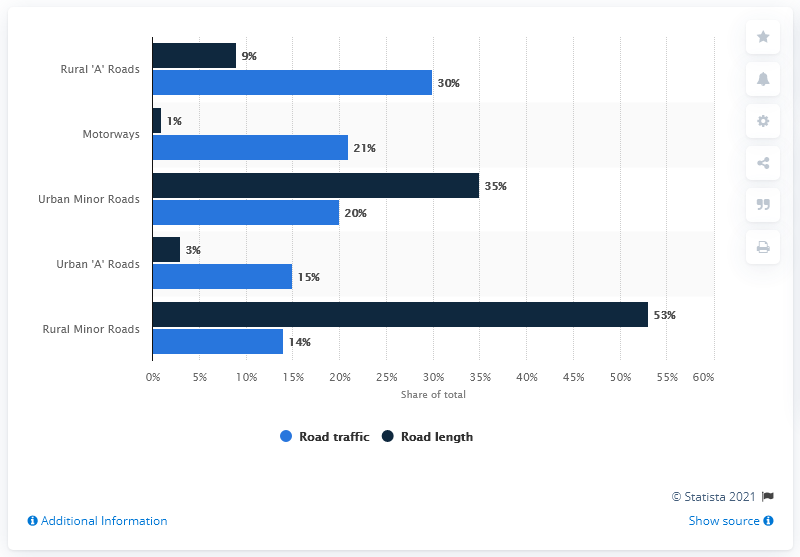 Rural 'A' Roads
9%
30%
Motorways
1%
21%
Urban Minor Roads
35%
20%
Urban 'A' Roads
3%
15%
Rural Minor Roads
53%
14%
0% 5% 10% 15% 20% 25% 30% 35% 40% 45% 50% 55% 60%
Share of total
Road traffic Road length
© Statista 2021
Additional Information Show source